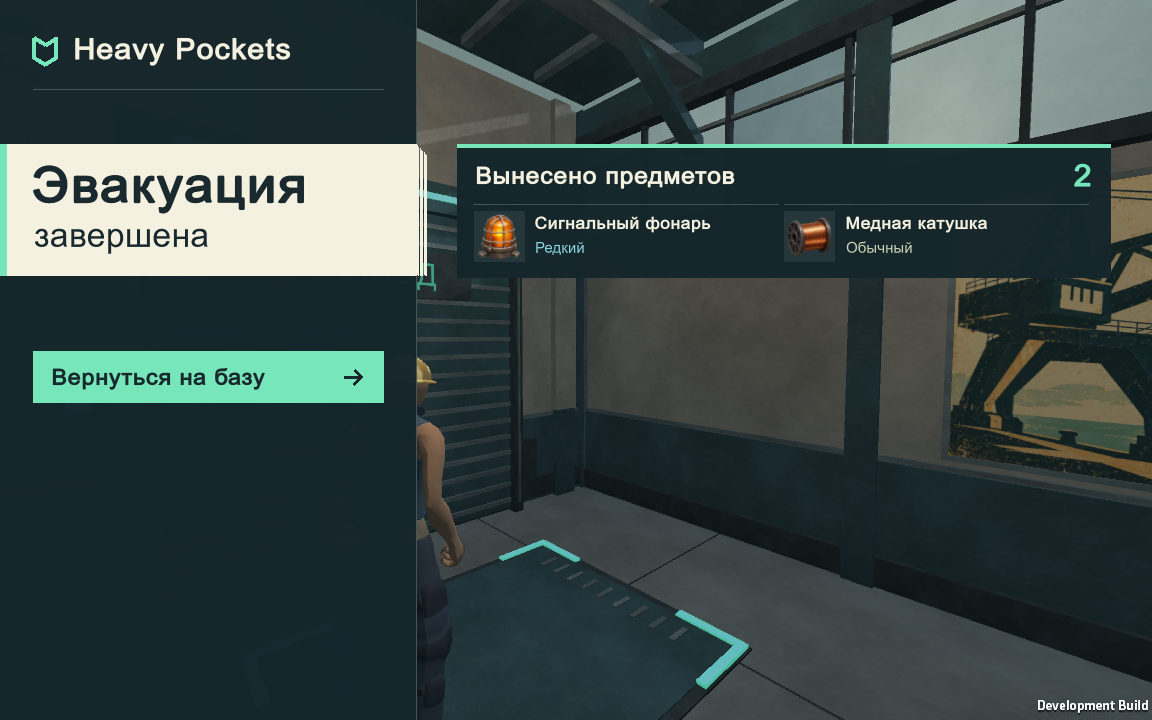 Heavy Pockets
Эвакуация
завершена
Вынесено предметов 2
Сигнальный фонарь
Редкий
Медная катушка
Обычный
Вернуться на базу
Development Build